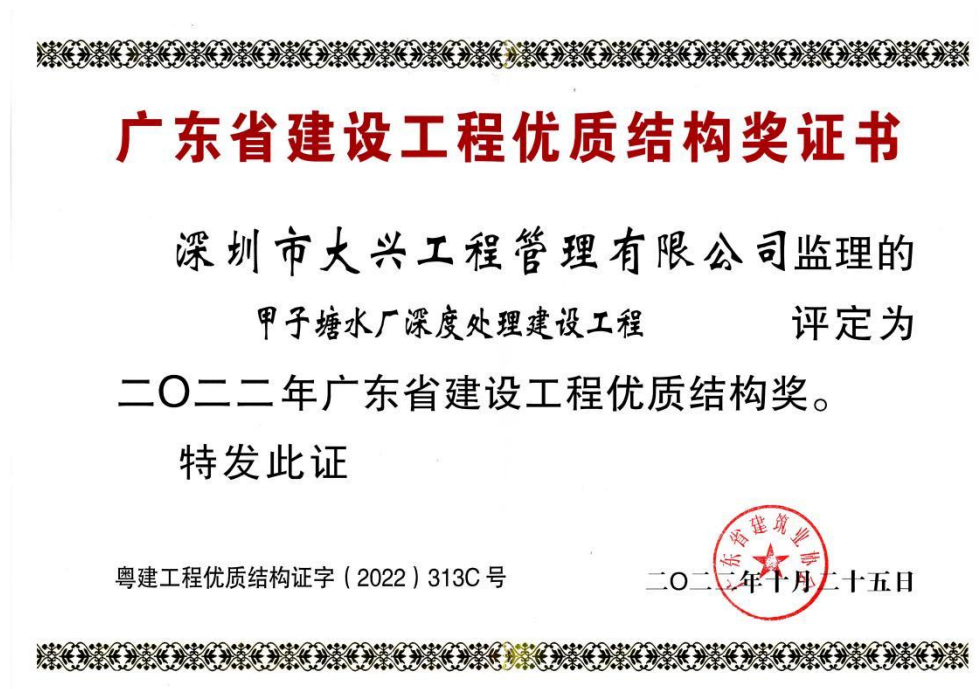 广东省建设工程优质结构奖证书
深圳市大兴工程管理有限公司监理的
甲子塘水厂深度处理建设工程 评定为
二〇二二年广东省建设工程优质结构奖。
特发此证
广东省建筑业协会
粤建工程优质结构证字（2022）313C号
二〇二二年十月二十五日